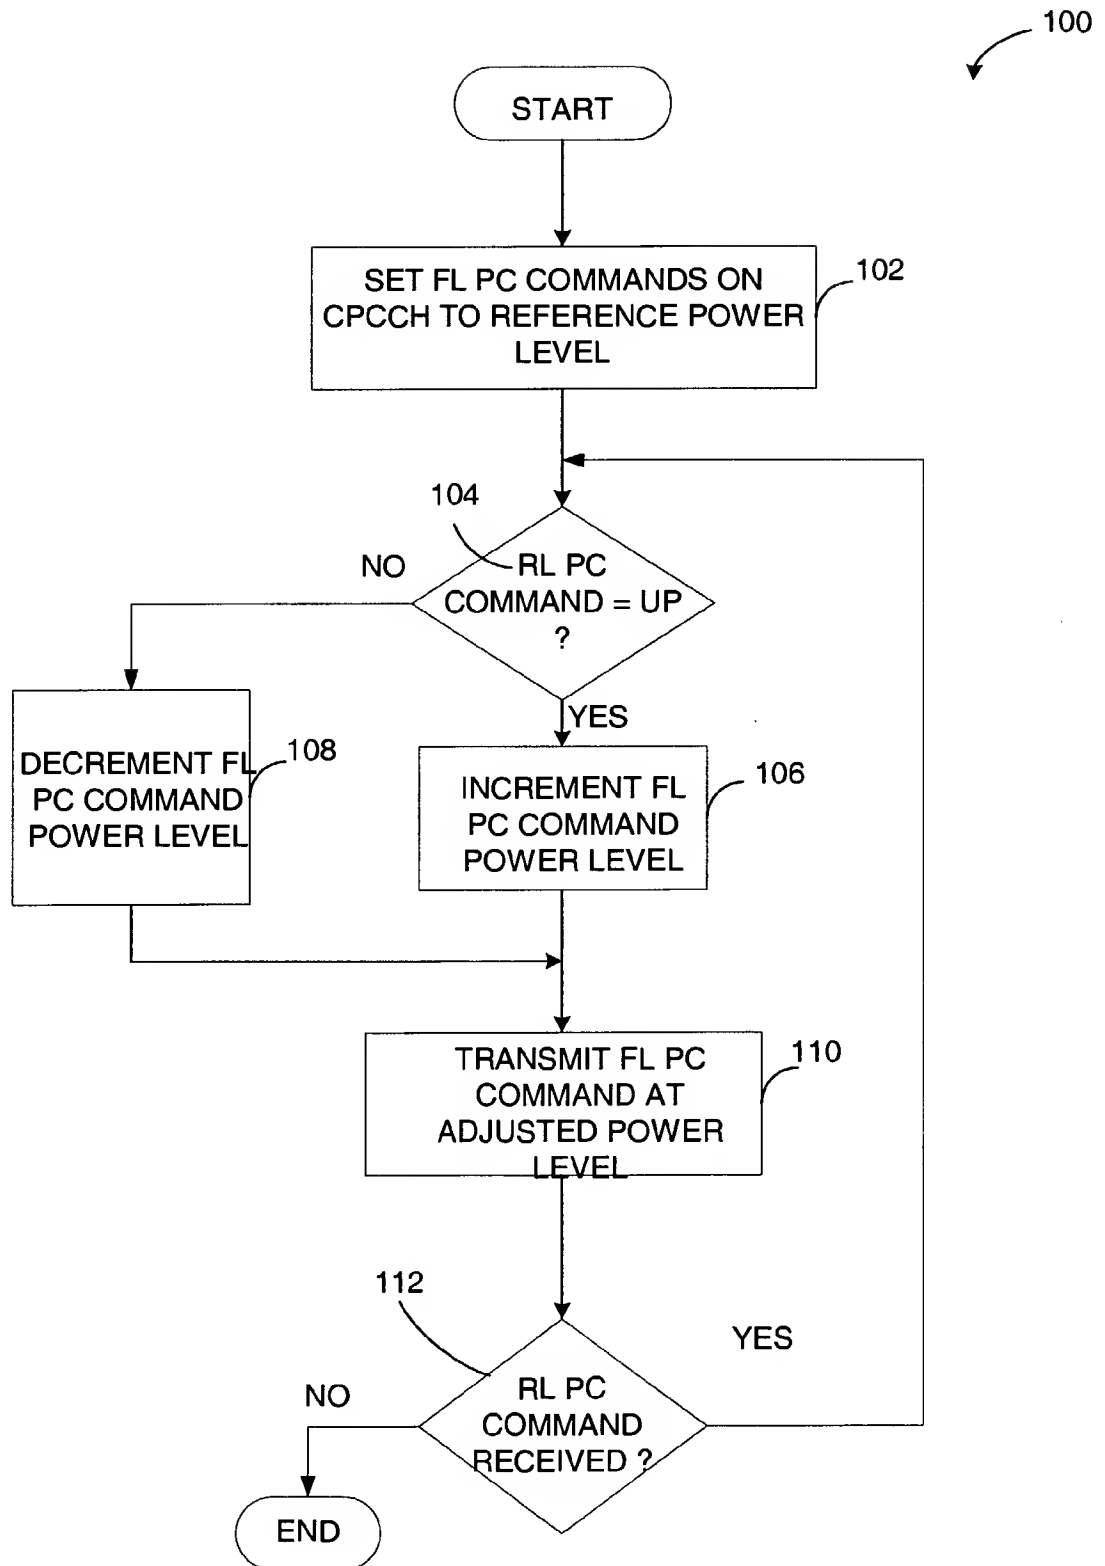 100
START
SET FL PC COMMANDS ON
CPCCH TO REFERENCE POWER
LEVEL
102
104
NO
RL PC
COMMAND = UP
?
YES
DECREMENT FL
PC COMMAND
POWER LEVEL
108
INCREMENT FL
PC COMMAND
POWER LEVEL
106
TRANSMIT FL PC
COMMAND AT
ADJUSTED POWER
LEVEL
110
112
YES
NO
RL PC
COMMAND
RECEIVED ?
END